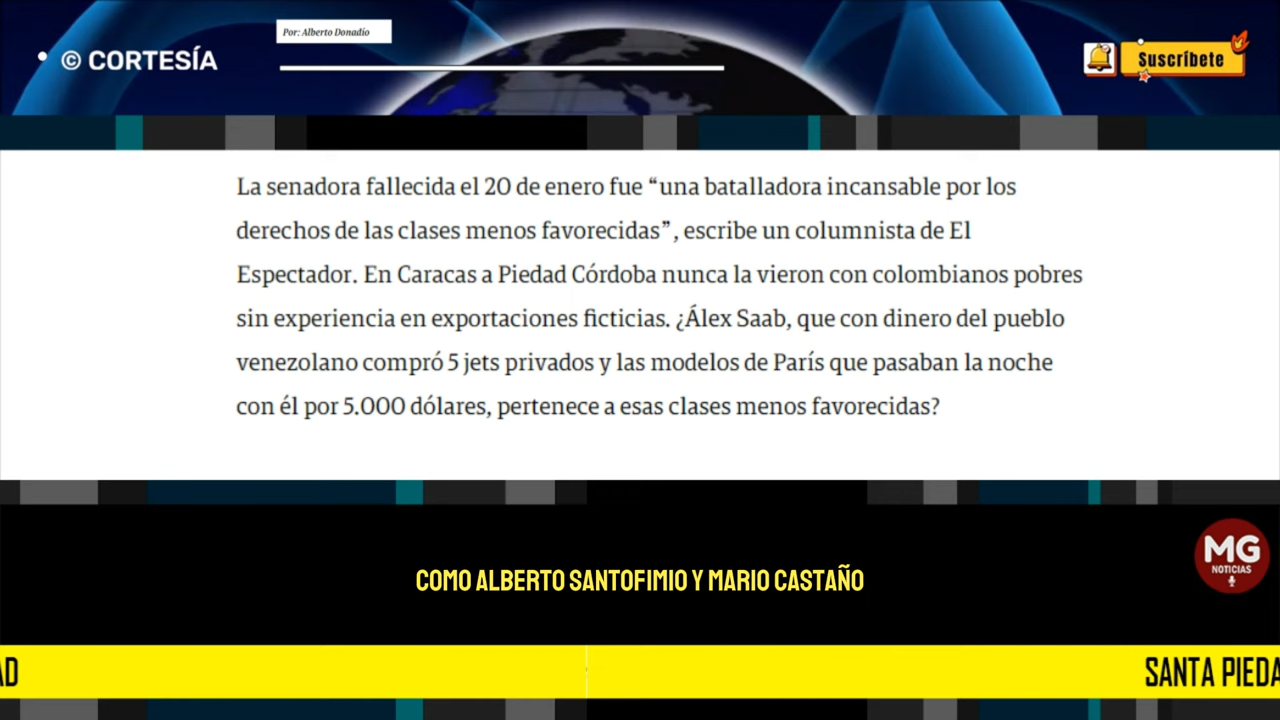 Por: Alberto Donadio
© CORTESÍA
Suscríbete
La senadora fallecida el 20 de enero fue “una batalladora incansable por los
derechos de las clases menos favorecidas”, escribe un columnista de El
Espectador. En Caracas a Piedad Córdoba nunca la vieron con colombianos pobres
sin experiencia en exportaciones ficticias. ¿Álex Saab, que con dinero del pueblo
venezolano compró 5 jets privados y las modelos de París que pasaban la noche
con él por 5.000 dólares, pertenece a esas clases menos favorecidas?
MG
NOTICIAS
COMO ALBERTO SANTOFIMIO Y MARIO CASTAÑO
AD
SANTA PIEDA